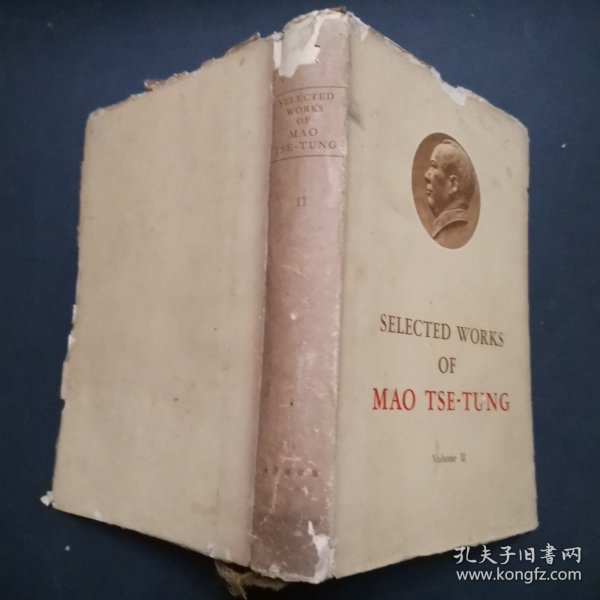 SELECTED
WORKS
OF
MAO
TSE-TUNG
II
SELECTED WORKS
OF
MAO TSE-TUNG
Volume II
孔夫子旧書网
www.kongfz.com